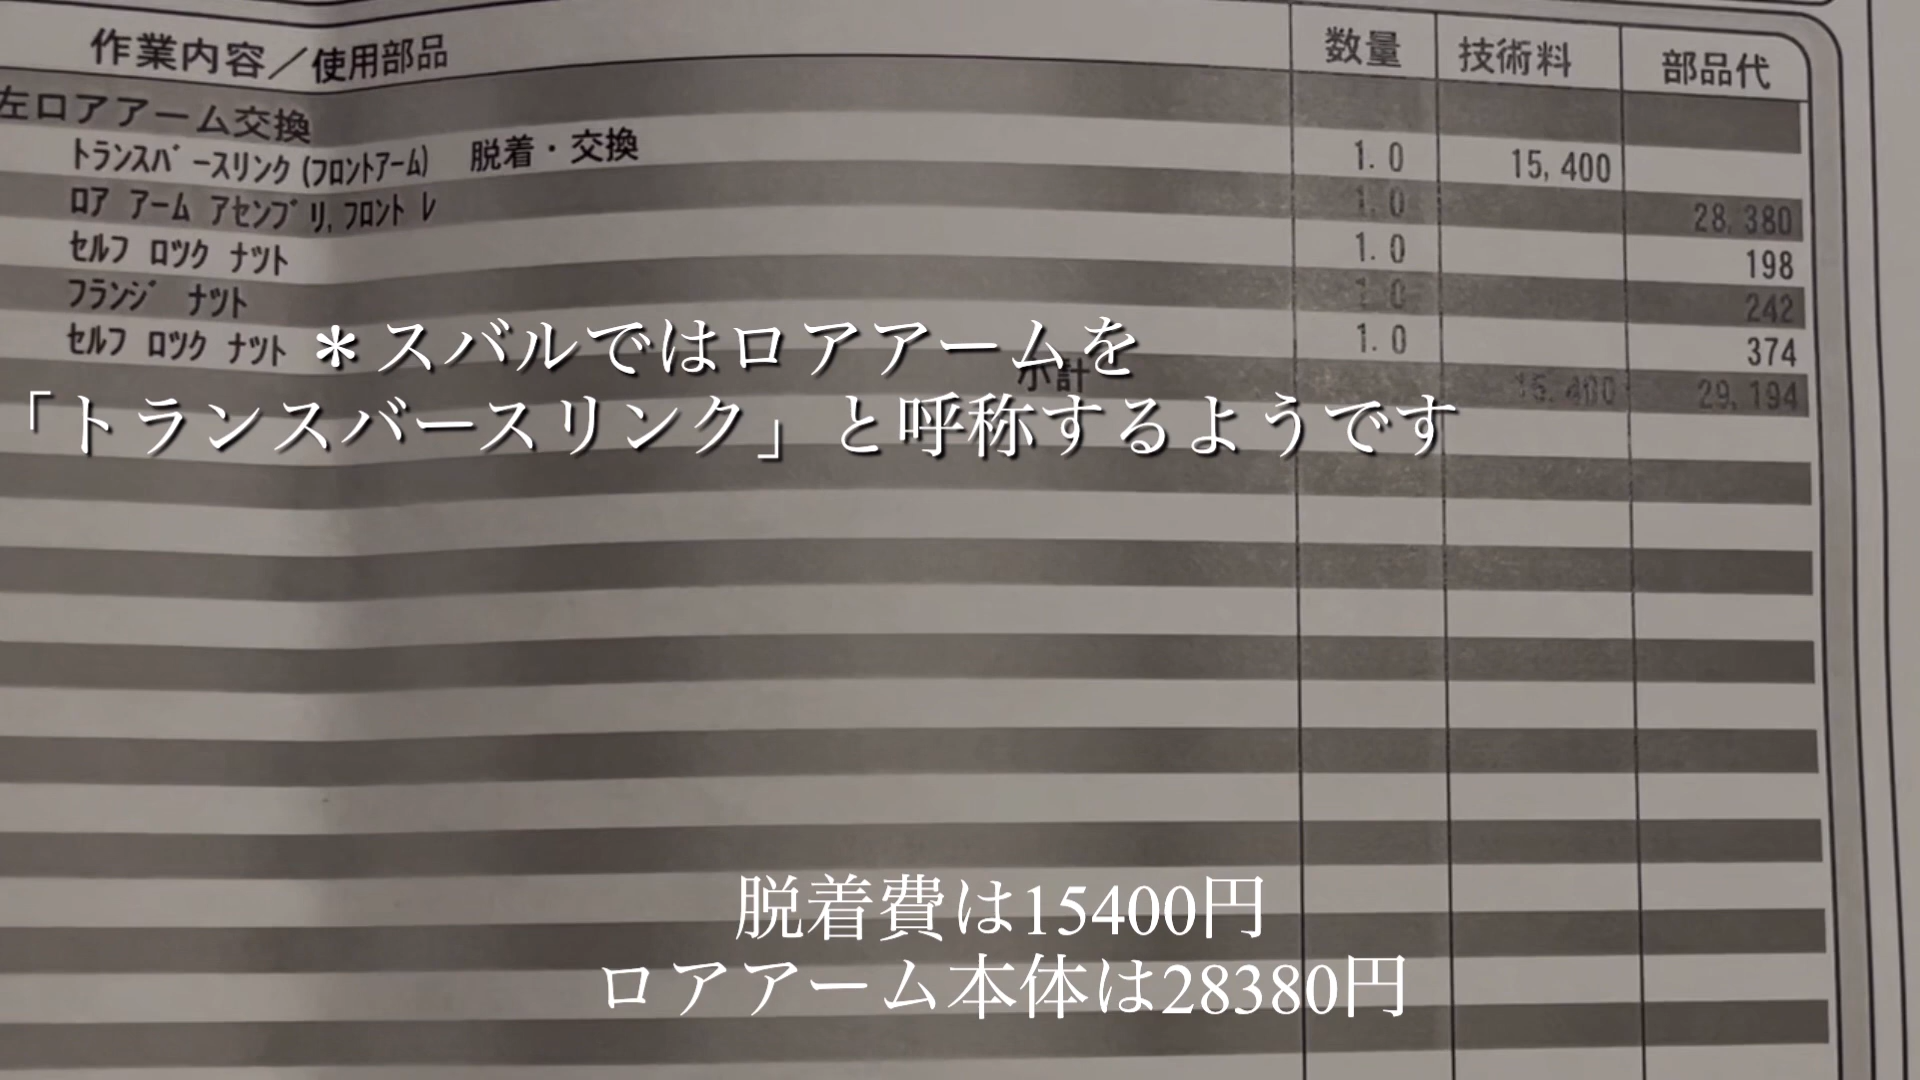 作業内容／使用部品 数量 技術料 部品代
左ロアアーム交換
ﾄﾗﾝｽﾊﾞｰｽﾘﾝｸ(ﾌﾛﾝﾄｱｰﾑ) 脱着・交換 1.0 15,400
ﾛｱ ｱｰﾑ ｱｾﾝﾌﾞﾘ,ﾌﾛﾝﾄ ﾚ 1.0 28,380
ｾﾙﾌ ﾛﾂｸ ﾅﾂﾄ 1.0 198
ﾌﾗﾝｼﾞ ﾅﾂﾄ 1.0 242
ｾﾙﾌ ﾛﾂｸ ﾅﾂﾄ 1.0 374
小計 15,400 29,194
＊スバルではロアアームを
「トランスバースリンク」と呼称するようです
脱着費は15400円
ロアアーム本体は28380円